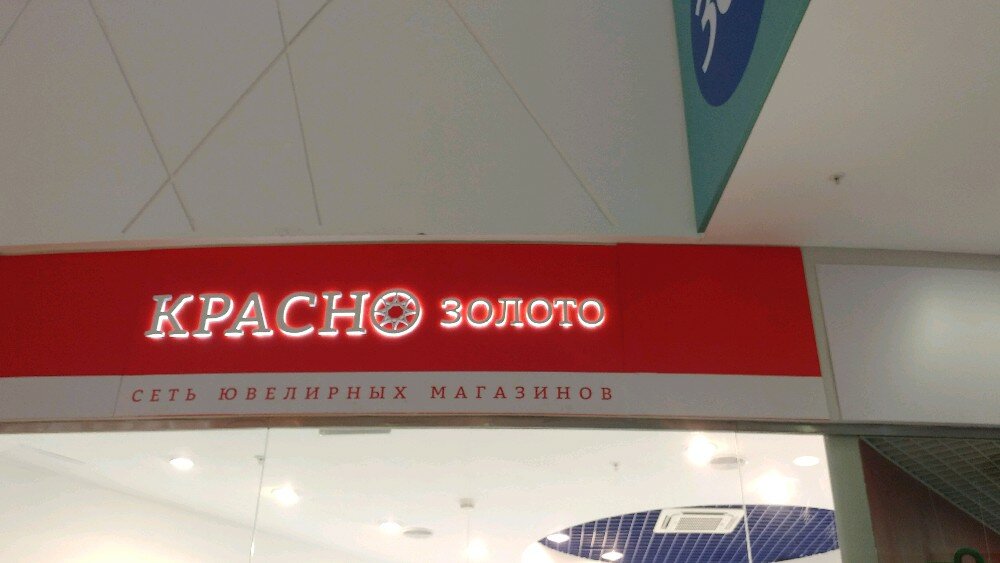 КРАСНО ЗОЛОТО
СЕТЬ ЮВЕЛИРНЫХ МАГАЗИНОВ